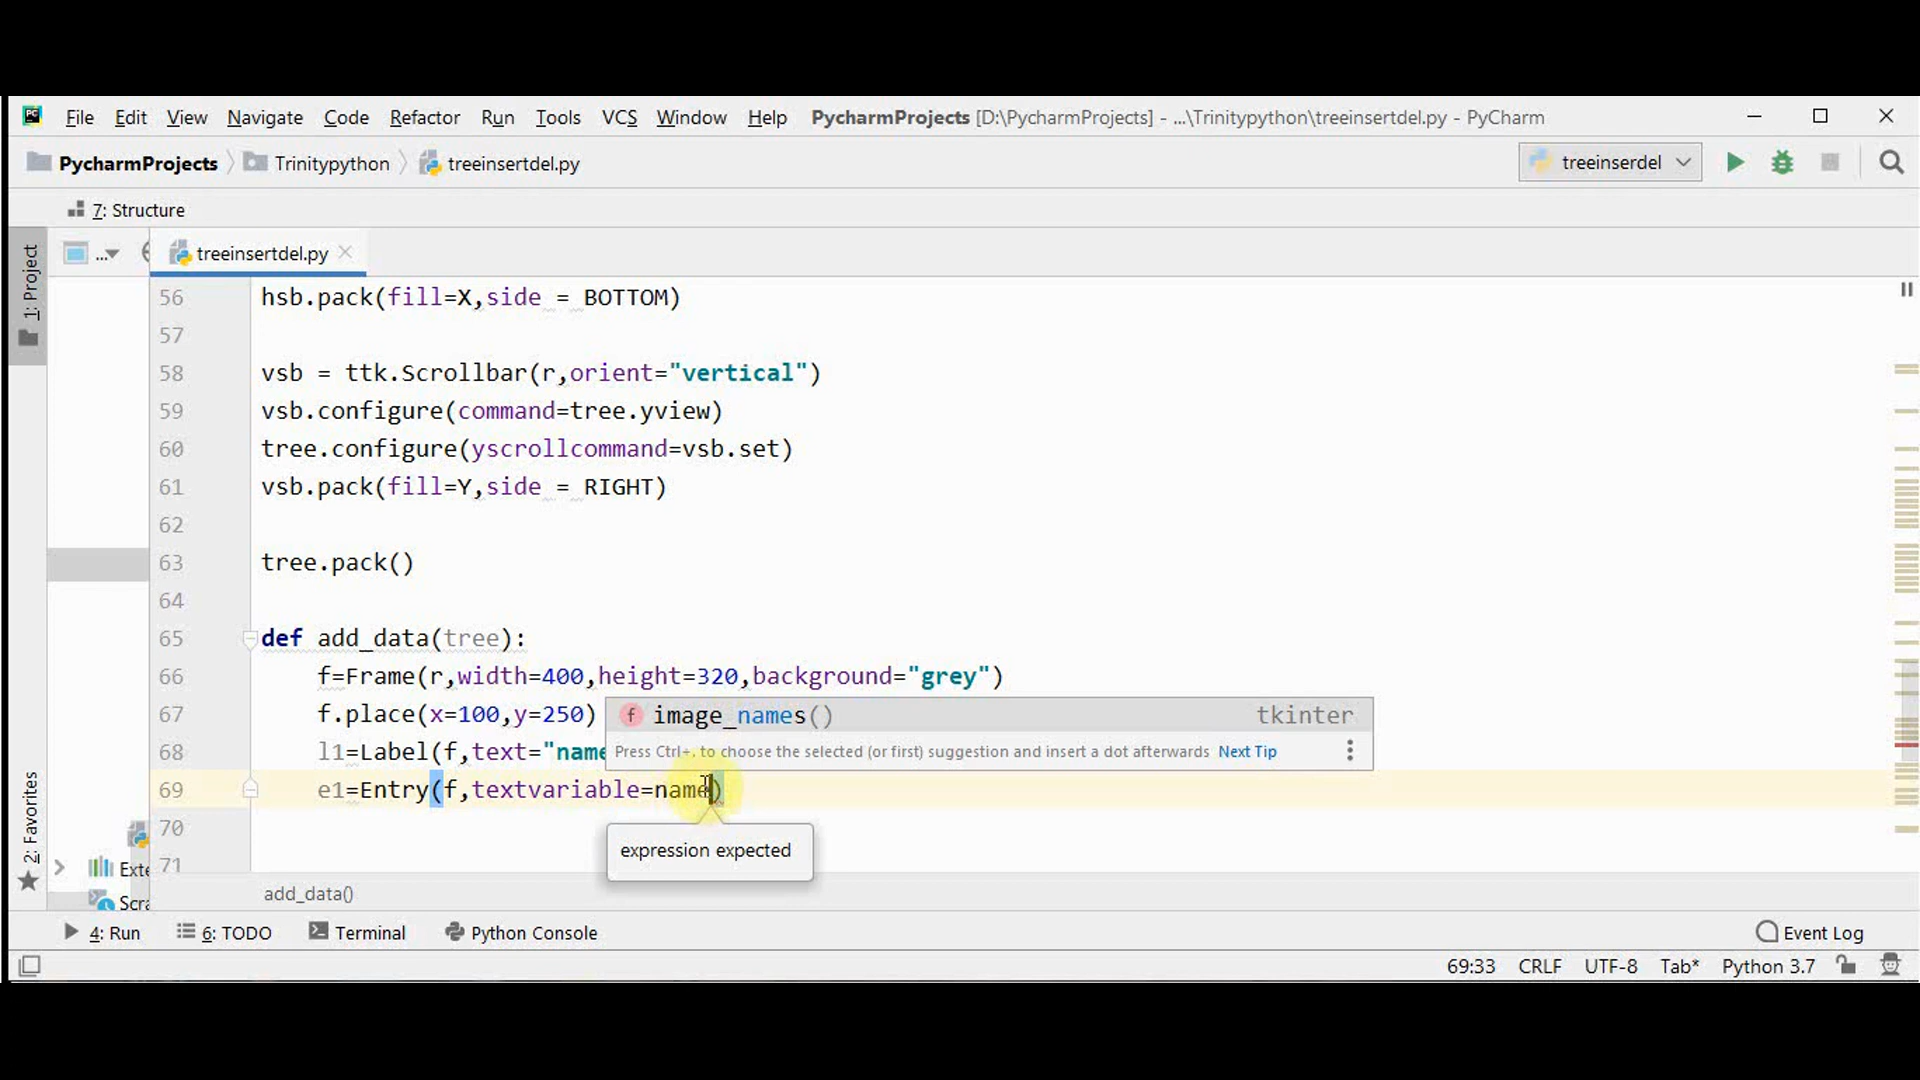 File Edit View Navigate Code Refactor Run Tools VCS Window Help PycharmProjects [D:\PycharmProjects] - ...\Trinitypython\treeinsertdel.py - PyCharm
PycharmProjects Trinitypython treeinsertdel.py treeinserdel
7: Structure
1: Project
... treeinsertdel.py
56 hsb.pack(fill=X,side = BOTTOM)
57
58 vsb = ttk.Scrollbar(r,orient="vertical")
59 vsb.configure(command=tree.yview)
60 tree.configure(yscrollcommand=vsb.set)
61 vsb.pack(fill=Y,side = RIGHT)
62
63 tree.pack()
64
65 def add_data(tree):
66 f=Frame(r,width=400,height=320,background="grey")
67 f.place(x=100,y=250) image_names() tkinter
68 l1=Label(f,text="name Press Ctrl+. to choose the selected (or first) suggestion and insert a dot afterwards Next Tip
69 e1=Entry(f,textvariable=name)
70
expression expected
71
2: Favorites
Exte
Scra
add_data()
4: Run 6: TODO Terminal Python Console Event Log
69:33 CRLF UTF-8 Tab* Python 3.7